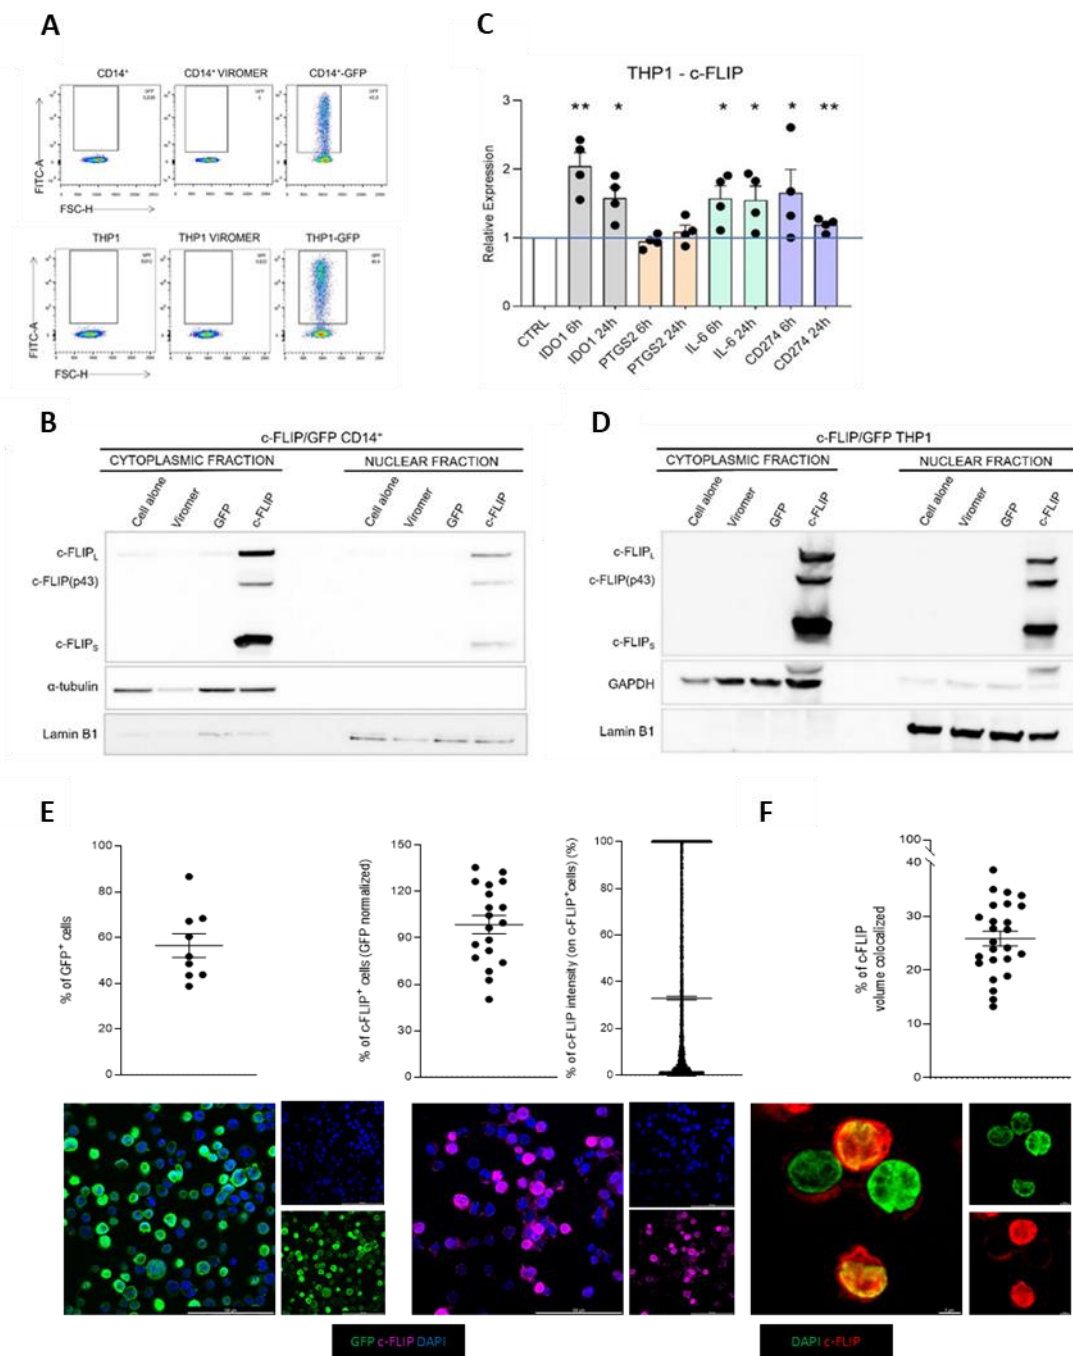 A
CD14⁺
CD14⁺ VIROMER
CD14⁺-GFP
FITC-A
FSC-H
THP1
THP1 VIROMER
THP1-GFP
FITC-A
FSC-H
C
THP1 - c-FLIP
Relative Expression
3
2
1
0
** * * * * **
CTRL
IDO1 6h
IDO1 24h
PTGS2 6h
PTGS2 24h
IL-6 6h
IL-6 24h
CD274 6h
CD274 24h
B
c-FLIP/GFP CD14⁺
CYTOPLASMIC FRACTION
NUCLEAR FRACTION
Cell alone
Viromer
GFP
c-FLIP
Cell alone
Viromer
GFP
c-FLIP
c-FLIP_L
c-FLIP(p43)
c-FLIP_S
α-tubulin
Lamin B1
D
c-FLIP/GFP THP1
CYTOPLASMIC FRACTION
NUCLEAR FRACTION
Cell alone
Viromer
GFP
c-FLIP
Cell alone
Viromer
GFP
c-FLIP
c-FLIP_L
c-FLIP(p43)
c-FLIP_S
GAPDH
Lamin B1
E
% of GFP⁺ cells
100
80
60
40
20
0
% of c-FLIP⁺ cells (GFP normalized)
150
120
90
60
30
0
% of c-FLIP intensity (on c-FLIP⁺cells) (%)
100
80
60
40
20
0
F
% of c-FLIP
volume colocalized
100
40
30
20
10
0
GFP c-FLIP DAPI
DAPI c-FLIP